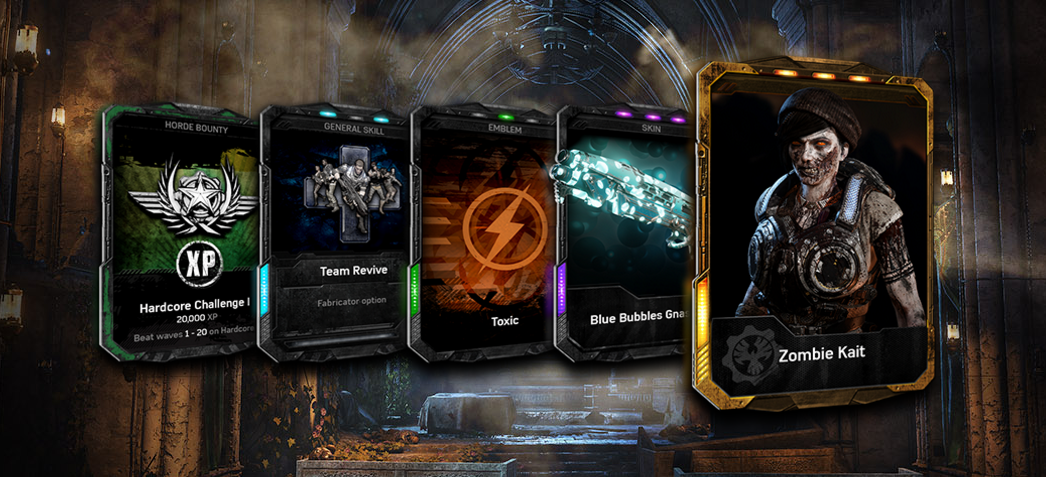 HORDE BOUNTY
XP
Hardcore Challenge I
20,000 XP
Beat waves 1 - 20 on Hardcore
GENERAL SKILL
Team Revive
Fabricator option
EMBLEM
Toxic
SKIN
Blue Bubbles Gnas
Zombie Kait